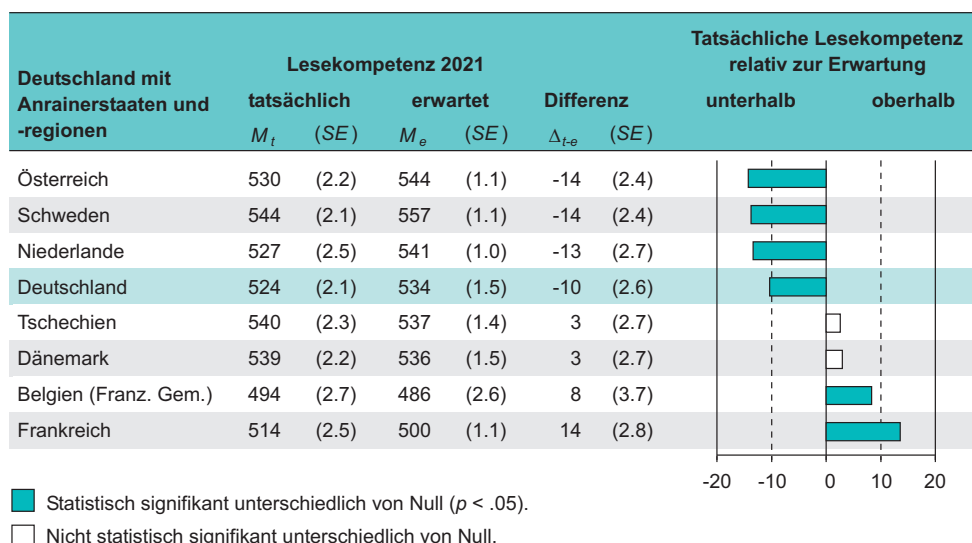 Deutschland mit
Anrainerstaaten und
-regionen
Lesekompetenz 2021
tatsächlich erwartet Differenz
M t (SE) M e (SE) Δt-e (SE)
Tatsächliche Lesekompetenz
relativ zur Erwartung
unterhalb oberhalb
Österreich 530 (2.2) 544 (1.1) -14 (2.4)
Schweden 544 (2.1) 557 (1.1) -14 (2.4)
Niederlande 527 (2.5) 541 (1.0) -13 (2.7)
Deutschland 524 (2.1) 534 (1.5) -10 (2.6)
Tschechien 540 (2.3) 537 (1.4) 3 (2.7)
Dänemark 539 (2.2) 536 (1.5) 3 (2.7)
Belgien (Franz. Gem.) 494 (2.7) 486 (2.6) 8 (3.7)
Frankreich 514 (2.5) 500 (1.1) 14 (2.8)
-20 -10 0 10 20
Statistisch signifikant unterschiedlich von Null (p < .05).
Nicht statistisch signifikant unterschiedlich von Null.